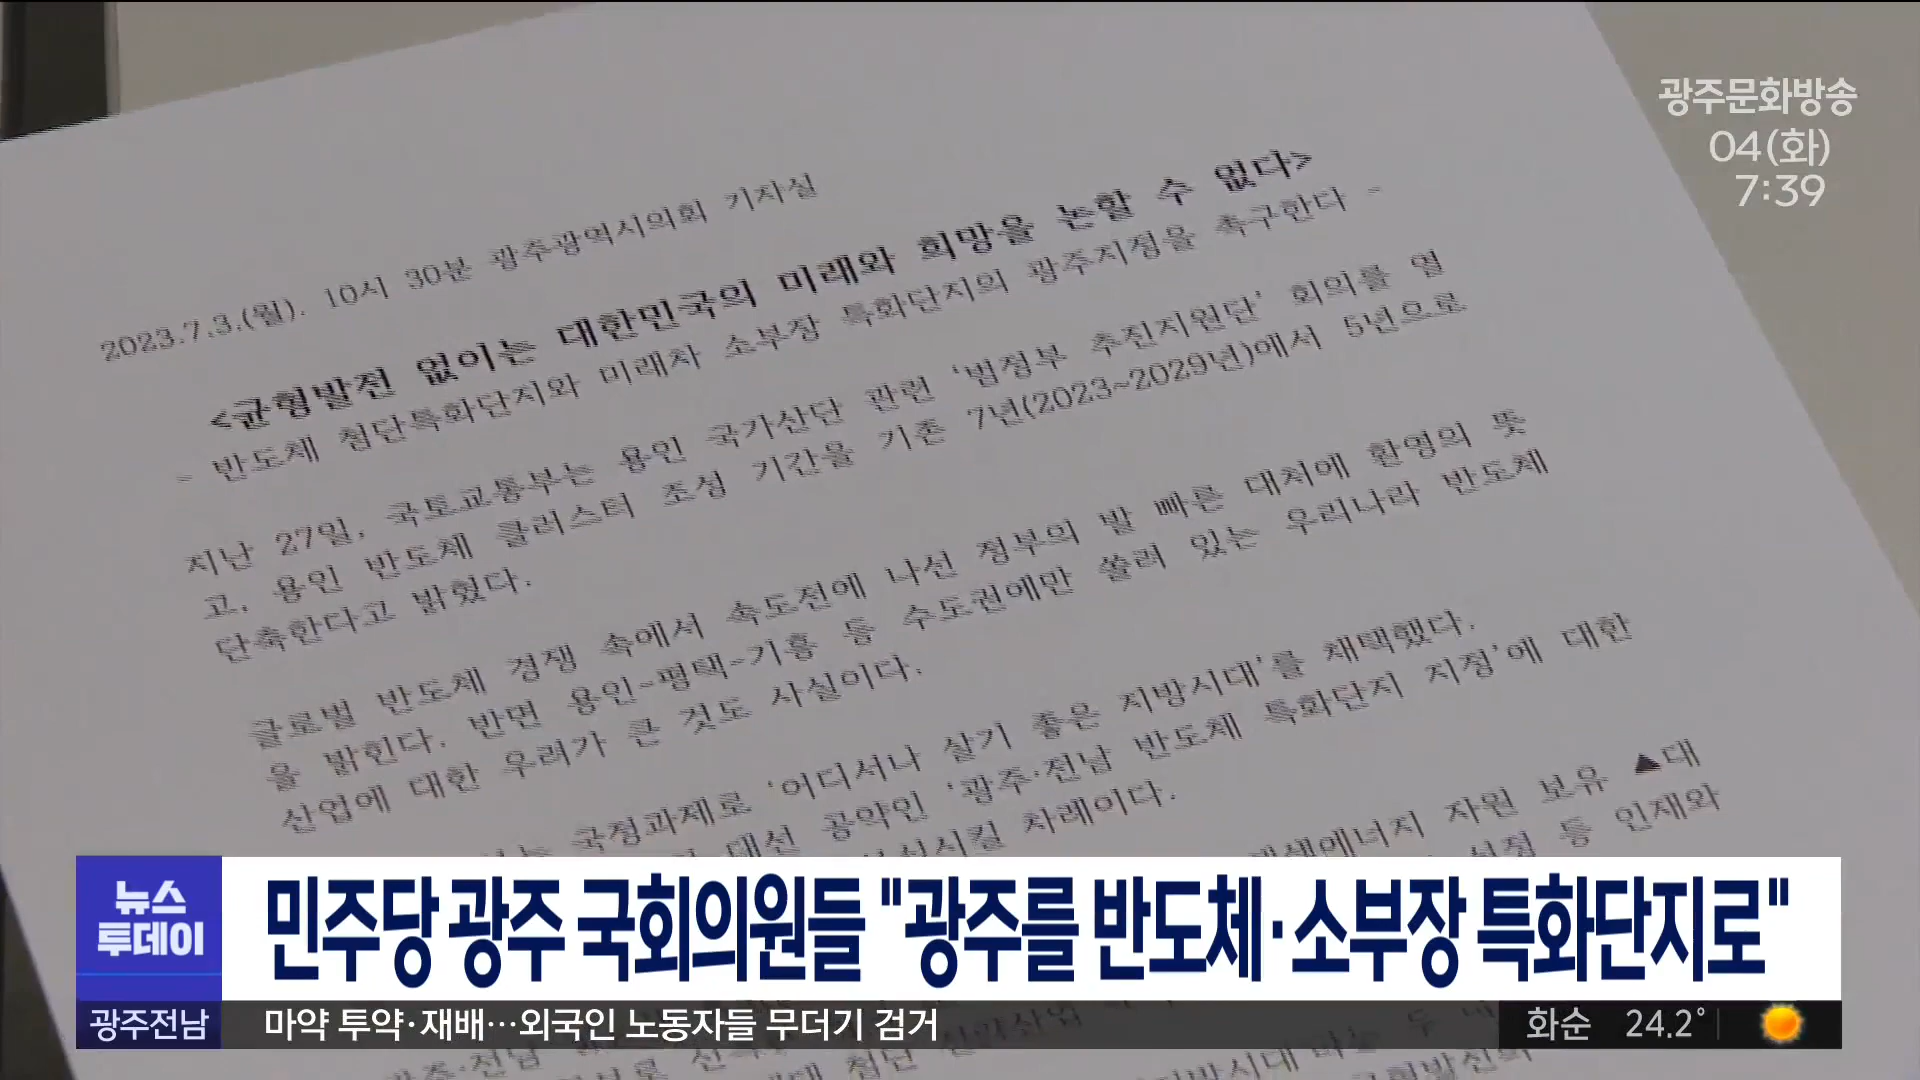 광주문화방송
04(화)
7:39
2023.7.3.(월). 10시 30분 광주광역시의회 기자실
<균형발전 없이는 대한민국의 미래와 희망을 논할 수 없다>
- 반도체 첨단특화단지와 미래차 소부장 특화단지의 광주지정을 촉구한다 -
지난 27일, 국토교통부는 용인 국가산단 관련 '범정부 추진지원단' 회의를 열
고, 용인 반도체 클러스터 조성 기간을 기존 7년(2023~2029년)에서 5년으로
단축한다고 밝혔다.
글로벌 반도체 경쟁 속에서 속도전에 나선 정부의 발 빠른 대처에 환영의 뜻
을 밝힌다. 반면 용인-평택-기흥 등 수도권에만 쏠려 있는 우리나라 반도체
산업에 대한 우려가 큰 것도 사실이다.
국정과제로 '어디서나 살기 좋은 지방시대'를 채택했다.
대선 공약인 '광주·전남 반도체 특화단지 지정'에 대한
차례이다.
자원 보유 ▲대
등 인재와
뉴스
투데이
민주당 광주 국회의원들 "광주를 반도체·소부장 특화단지로"
광주전남
마약 투약·재배…외국인 노동자들 무더기 검거
화순 24.2°